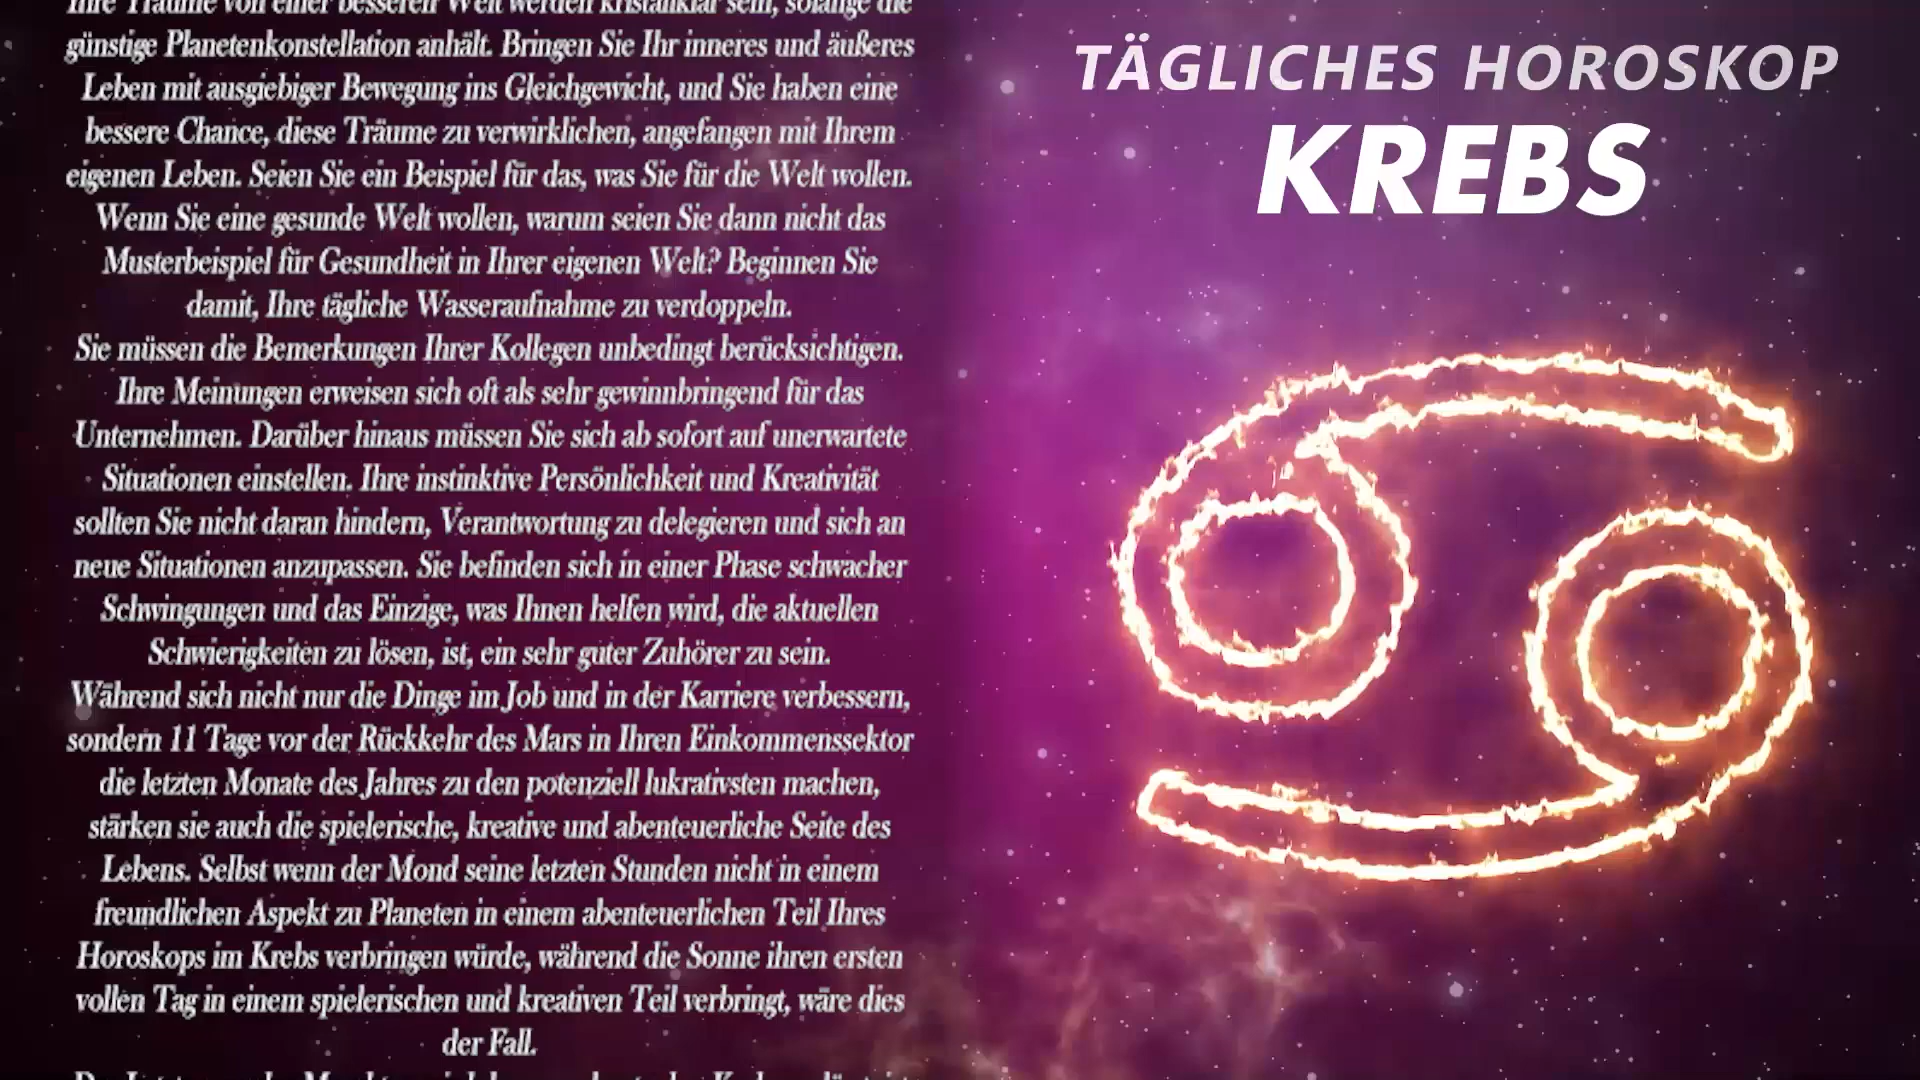 Ihre Träume von einer besseren Welt werden kristallklar sein, solange die
günstige Planetenkonstellation anhält. Bringen Sie Ihr inneres und äußeres
Leben mit ausgiebiger Bewegung ins Gleichgewicht, und Sie haben eine
bessere Chance, diese Träume zu verwirklichen, angefangen mit Ihrem
eigenen Leben. Seien Sie ein Beispiel für das, was Sie für die Welt wollen.
Wenn Sie eine gesunde Welt wollen, warum seien Sie dann nicht das
Musterbeispiel für Gesundheit in Ihrer eigenen Welt? Beginnen Sie
damit, Ihre tägliche Wasseraufnahme zu verdoppeln.
Sie müssen die Bemerkungen Ihrer Kollegen unbedingt berücksichtigen.
Ihre Meinungen erweisen sich oft als sehr gewinnbringend für das
Unternehmen. Darüber hinaus müssen Sie sich ab sofort auf unerwartete
Situationen einstellen. Ihre instinktive Persönlichkeit und Kreativität
sollten Sie nicht daran hindern, Verantwortung zu delegieren und sich an
neue Situationen anzupassen. Sie befinden sich in einer Phase schwacher
Schwingungen und das Einzige, was Ihnen helfen wird, die aktuellen
Schwierigkeiten zu lösen, ist, ein sehr guter Zuhörer zu sein.
Während sich nicht nur die Dinge im Job und in der Karriere verbessern,
sondern 11 Tage vor der Rückkehr des Mars in Ihren Einkommenssektor
die letzten Monate des Jahres zu den potenziell lukrativsten machen,
stärken sie auch die spielerische, kreative und abenteuerliche Seite des
Lebens. Selbst wenn der Mond seine letzten Stunden nicht in einem
freundlichen Aspekt zu Planeten in einem abenteuerlichen Teil Ihres
Horoskops im Krebs verbringen würde, während die Sonne ihren ersten
vollen Tag in einem spielerischen und kreativen Teil verbringt, wäre dies
der Fall.
TÄGLICHES HOROSKOP
KREBS